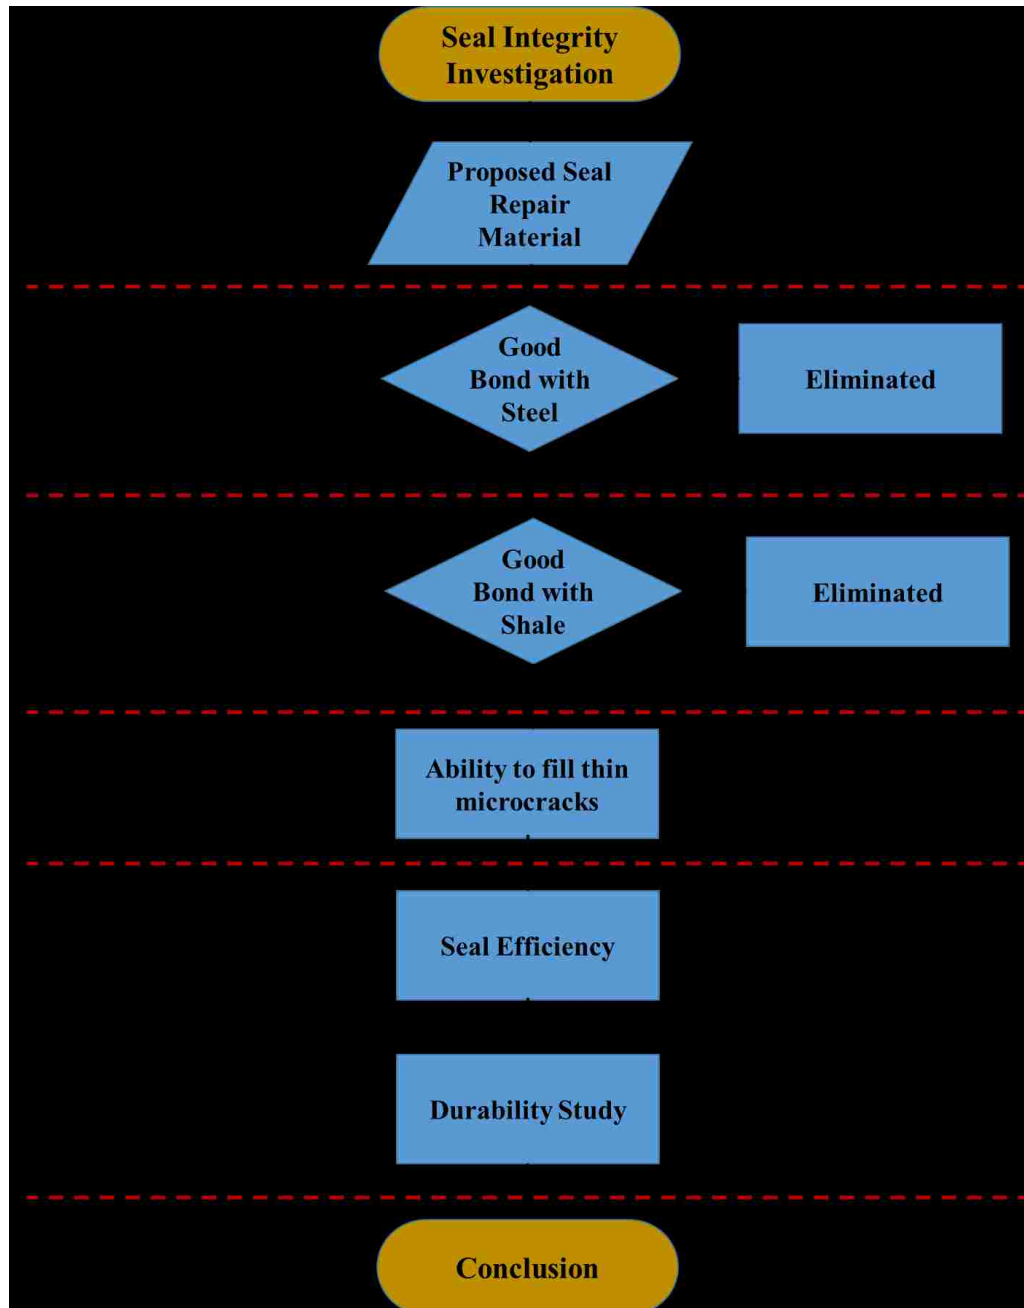 Seal Integrity
Investigation
Proposed Seal
Repair
Material
Good
Bond with
Steel
Eliminated
Good
Bond with
Shale
Eliminated
Ability to fill thin
microcracks
Seal Efficiency
Durability Study
Conclusion